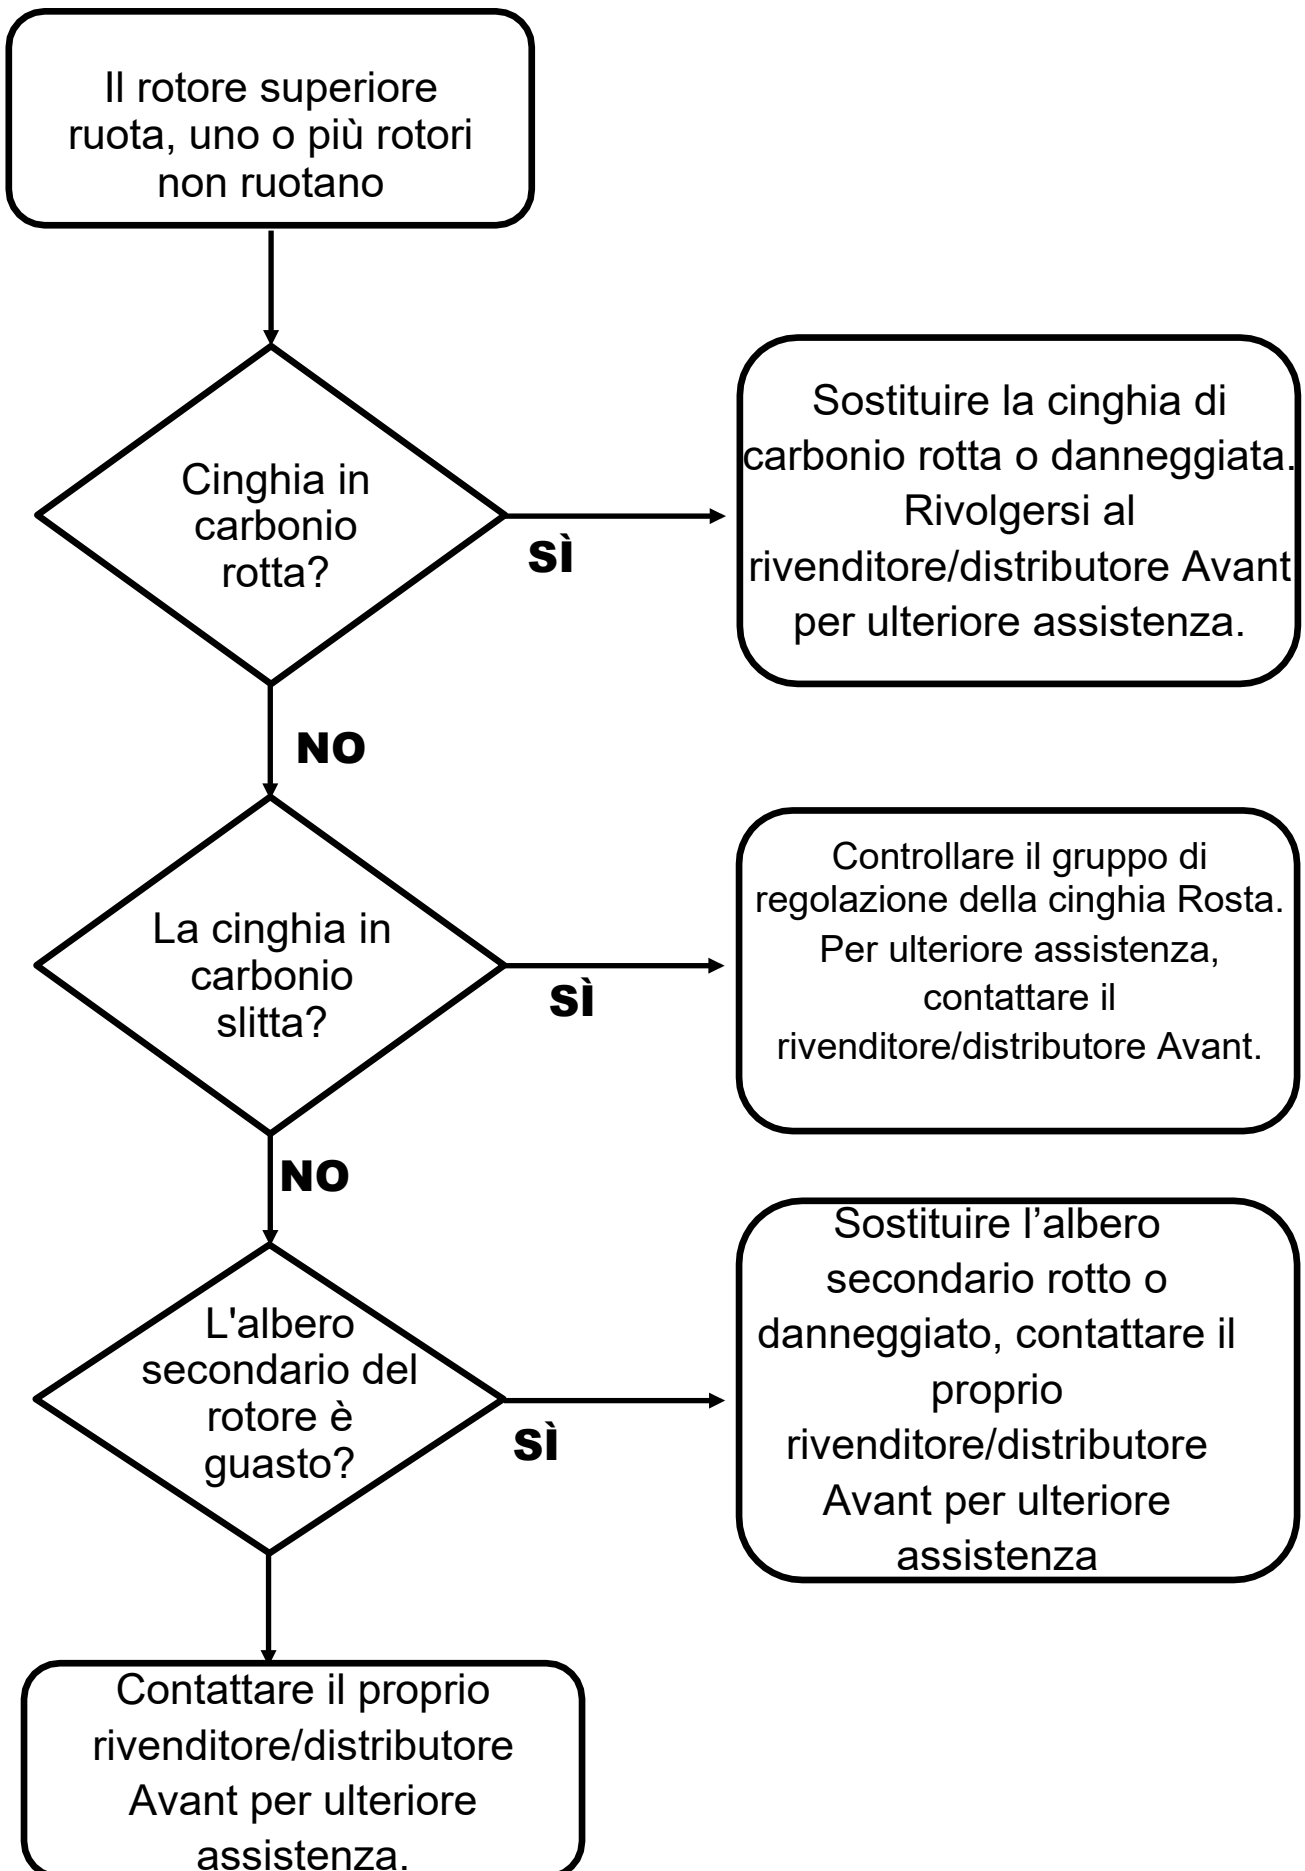 Il rotore superiore
ruota, uno o più rotori
non ruotano
Cinghia in
carbonio
rotta?
SÌ
Sostituire la cinghia di
carbonio rotta o danneggiata.
Rivolgersi al
rivenditore/distributore Avant
per ulteriore assistenza.
NO
La cinghia in
carbonio
slitta?
SÌ
Controllare il gruppo di
regolazione della cinghia Rosta.
Per ulteriore assistenza,
contattare il
rivenditore/distributore Avant.
NO
L'albero
secondario del
rotore è
guasto?
SÌ
Sostituire l’albero
secondario rotto o
danneggiato, contattare il
proprio
rivenditore/distributore
Avant per ulteriore
assistenza
Contattare il proprio
rivenditore/distributore
Avant per ulteriore
assistenza.